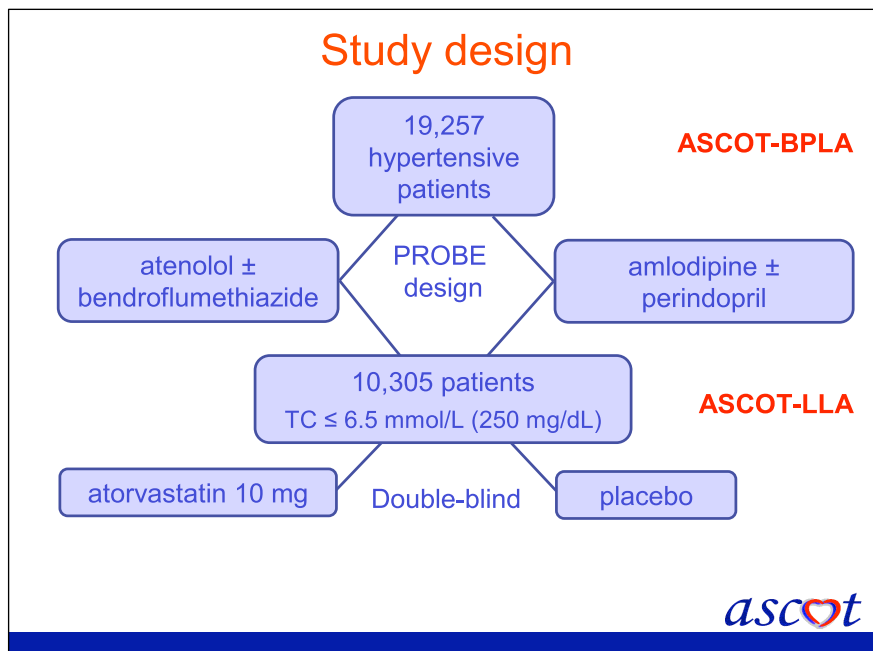 Study design
19,257
hypertensive
patients
ASCOT-BPLA
atenolol ±
bendroflumethiazide
PROBE
design
amlodipine ±
perindopril
10,305 patients
TC ≤ 6.5 mmol/L (250 mg/dL)
ASCOT-LLA
atorvastatin 10 mg
Double-blind
placebo
ascot